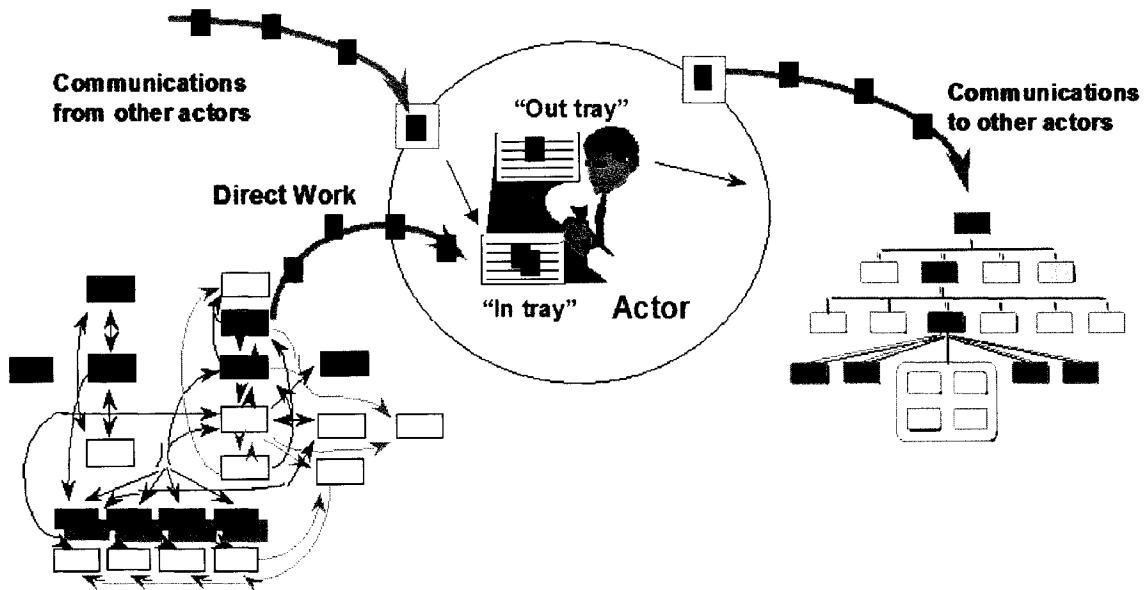 Communications
from other actors
"Out tray"
Communications
to other actors
Direct Work
"In tray"
Actor